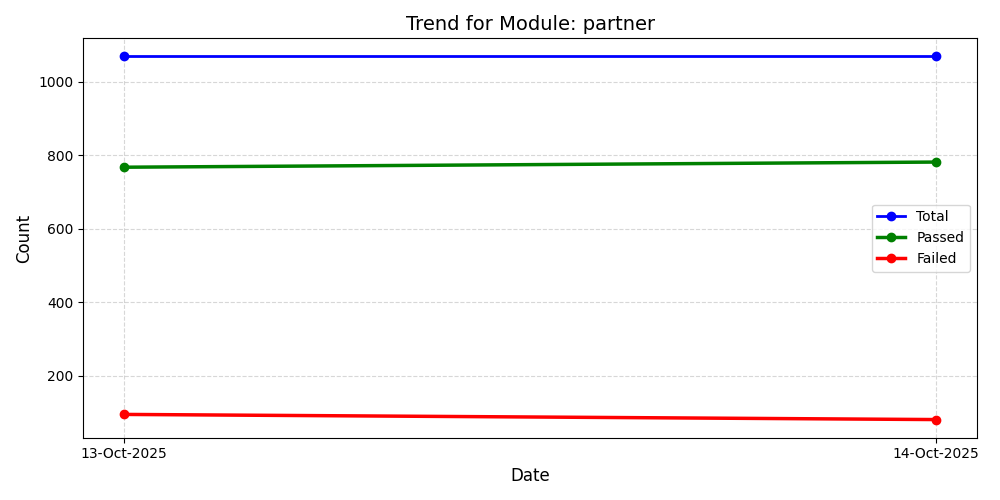 Trend for Module: partner
1000
800
600
400
200
Count
Total
Passed
Failed
13-Oct-2025
14-Oct-2025
Date